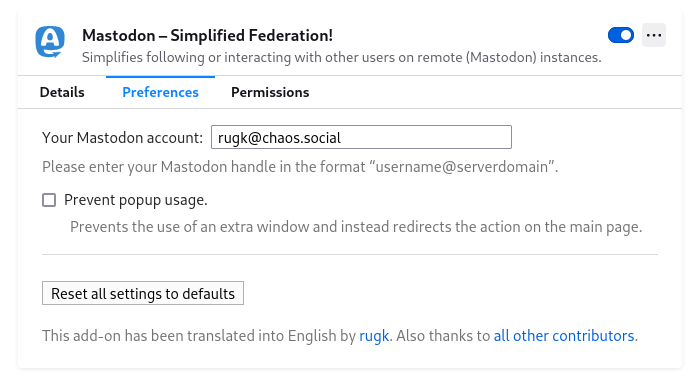 Mastodon – Simplified Federation!
Simplifies following or interacting with other users on remote (Mastodon) instances.
Details Preferences Permissions
Your Mastodon account: rugk@chaos.social
Please enter your Mastodon handle in the format “username@serverdomain”.
Prevent popup usage.
Prevents the use of an extra window and instead redirects the action on the main page.
Reset all settings to defaults
This add-on has been translated into English by rugk. Also thanks to all other contributors.